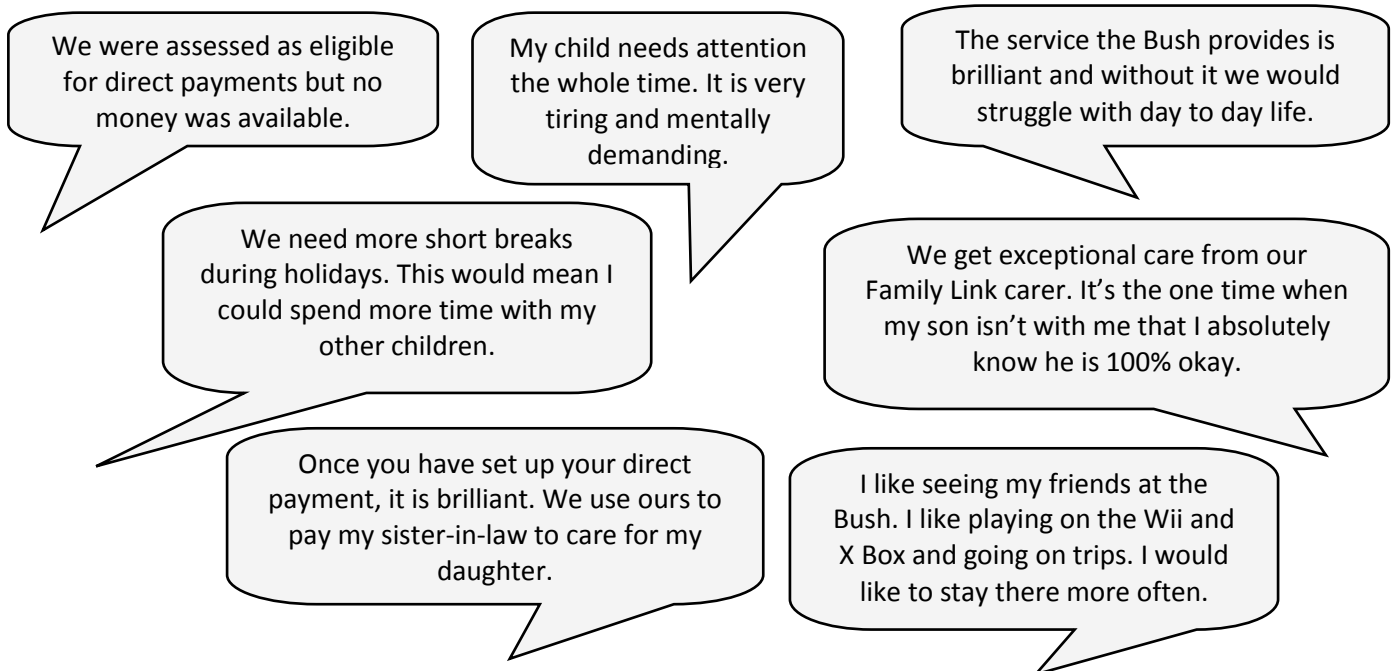 We were assessed as eligible
for direct payments but no
money was available.
My child needs attention
the whole time. It is very
tiring and mentally
demanding.
The service the Bush provides is
brilliant and without it we would
struggle with day to day life.
We need more short breaks
during holidays. This would mean I
could spend more time with my
other children.
We get exceptional care from our
Family Link carer. It’s the one time when
my son isn’t with me that I absolutely
know he is 100% okay.
Once you have set up your direct
payment, it is brilliant. We use ours to
pay my sister-in-law to care for my
daughter.
I like seeing my friends at the
Bush. I like playing on the Wii and
X Box and going on trips. I would
like to stay there more often.